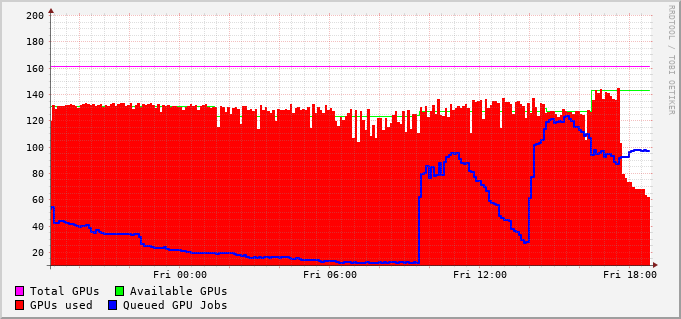 RRDTOOL / TOBI OETIKER
200
180
160
140
120
100
80
60
40
20
Fri 00:00 Fri 06:00 Fri 12:00 Fri 18:00
Total GPUs Available GPUs
GPUs used Queued GPU Jobs